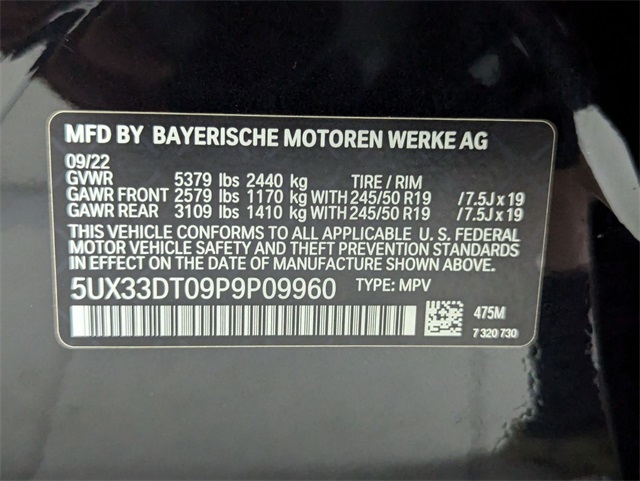 MFD BY BAYERISCHE MOTOREN WERKE AG
09/22
GVWR 5379 lbs 2440 kg TIRE / RIM
GAWR FRONT 2579 lbs 1170 kg WITH 245/50 R19 /7.5J x 19
GAWR REAR 3109 lbs 1410 kg WITH 245/50 R19 /7.5J x 19
THIS VEHICLE CONFORMS TO ALL APPLICABLE U. S. FEDERAL
MOTOR VEHICLE SAFETY AND THEFT PREVENTION STANDARDS
IN EFFECT ON THE DATE OF MANUFACTURE SHOWN ABOVE.
5UX33DT09P9P09960 TYPE: MPV
475M
7 320 730